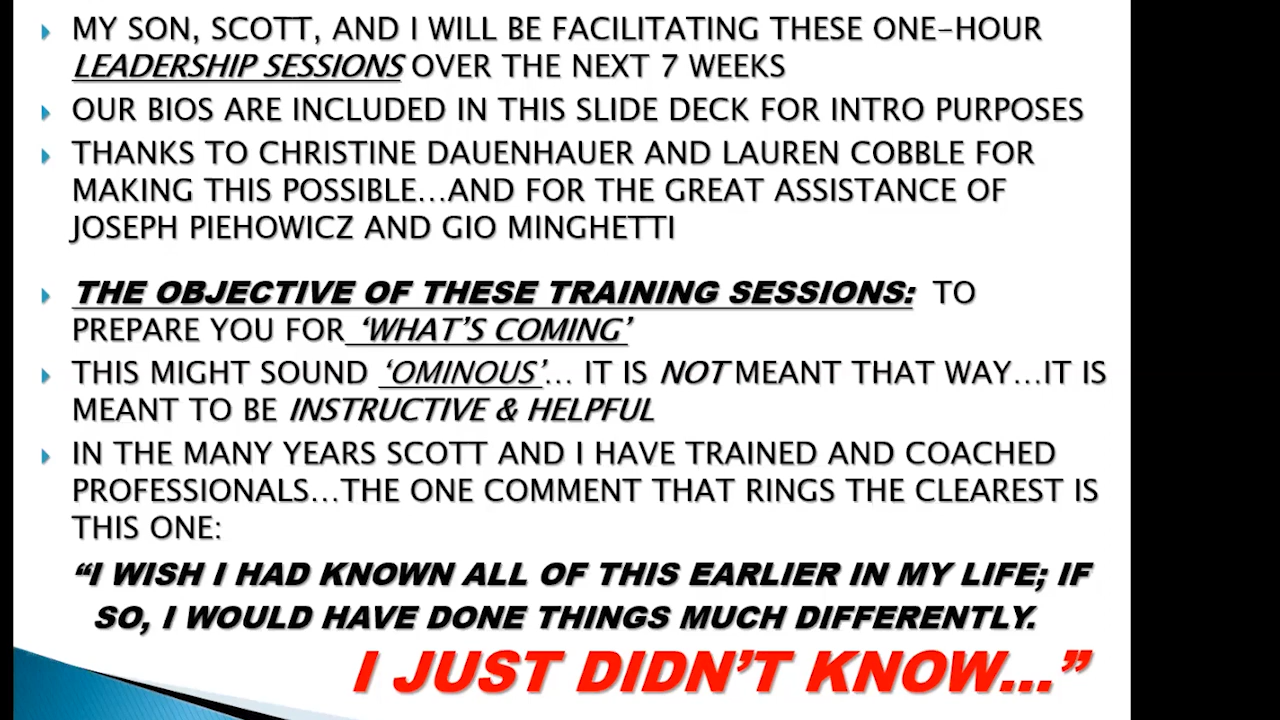 MY SON, SCOTT, AND I WILL BE FACILITATING THESE ONE-HOUR
LEADERSHIP SESSIONS OVER THE NEXT 7 WEEKS
OUR BIOS ARE INCLUDED IN THIS SLIDE DECK FOR INTRO PURPOSES
THANKS TO CHRISTINE DAUENHAUER AND LAUREN COBBLE FOR
MAKING THIS POSSIBLE…AND FOR THE GREAT ASSISTANCE OF
JOSEPH PIEHOWICZ AND GIO MINGHETTI
THE OBJECTIVE OF THESE TRAINING SESSIONS: TO
PREPARE YOU FOR ‘WHAT’S COMING’
THIS MIGHT SOUND ‘OMINOUS’… IT IS NOT MEANT THAT WAY…IT IS
MEANT TO BE INSTRUCTIVE & HELPFUL
IN THE MANY YEARS SCOTT AND I HAVE TRAINED AND COACHED
PROFESSIONALS…THE ONE COMMENT THAT RINGS THE CLEAREST IS
THIS ONE:
“I WISH I HAD KNOWN ALL OF THIS EARLIER IN MY LIFE; IF
SO, I WOULD HAVE DONE THINGS MUCH DIFFERENTLY.
I JUST DIDN’T KNOW…”